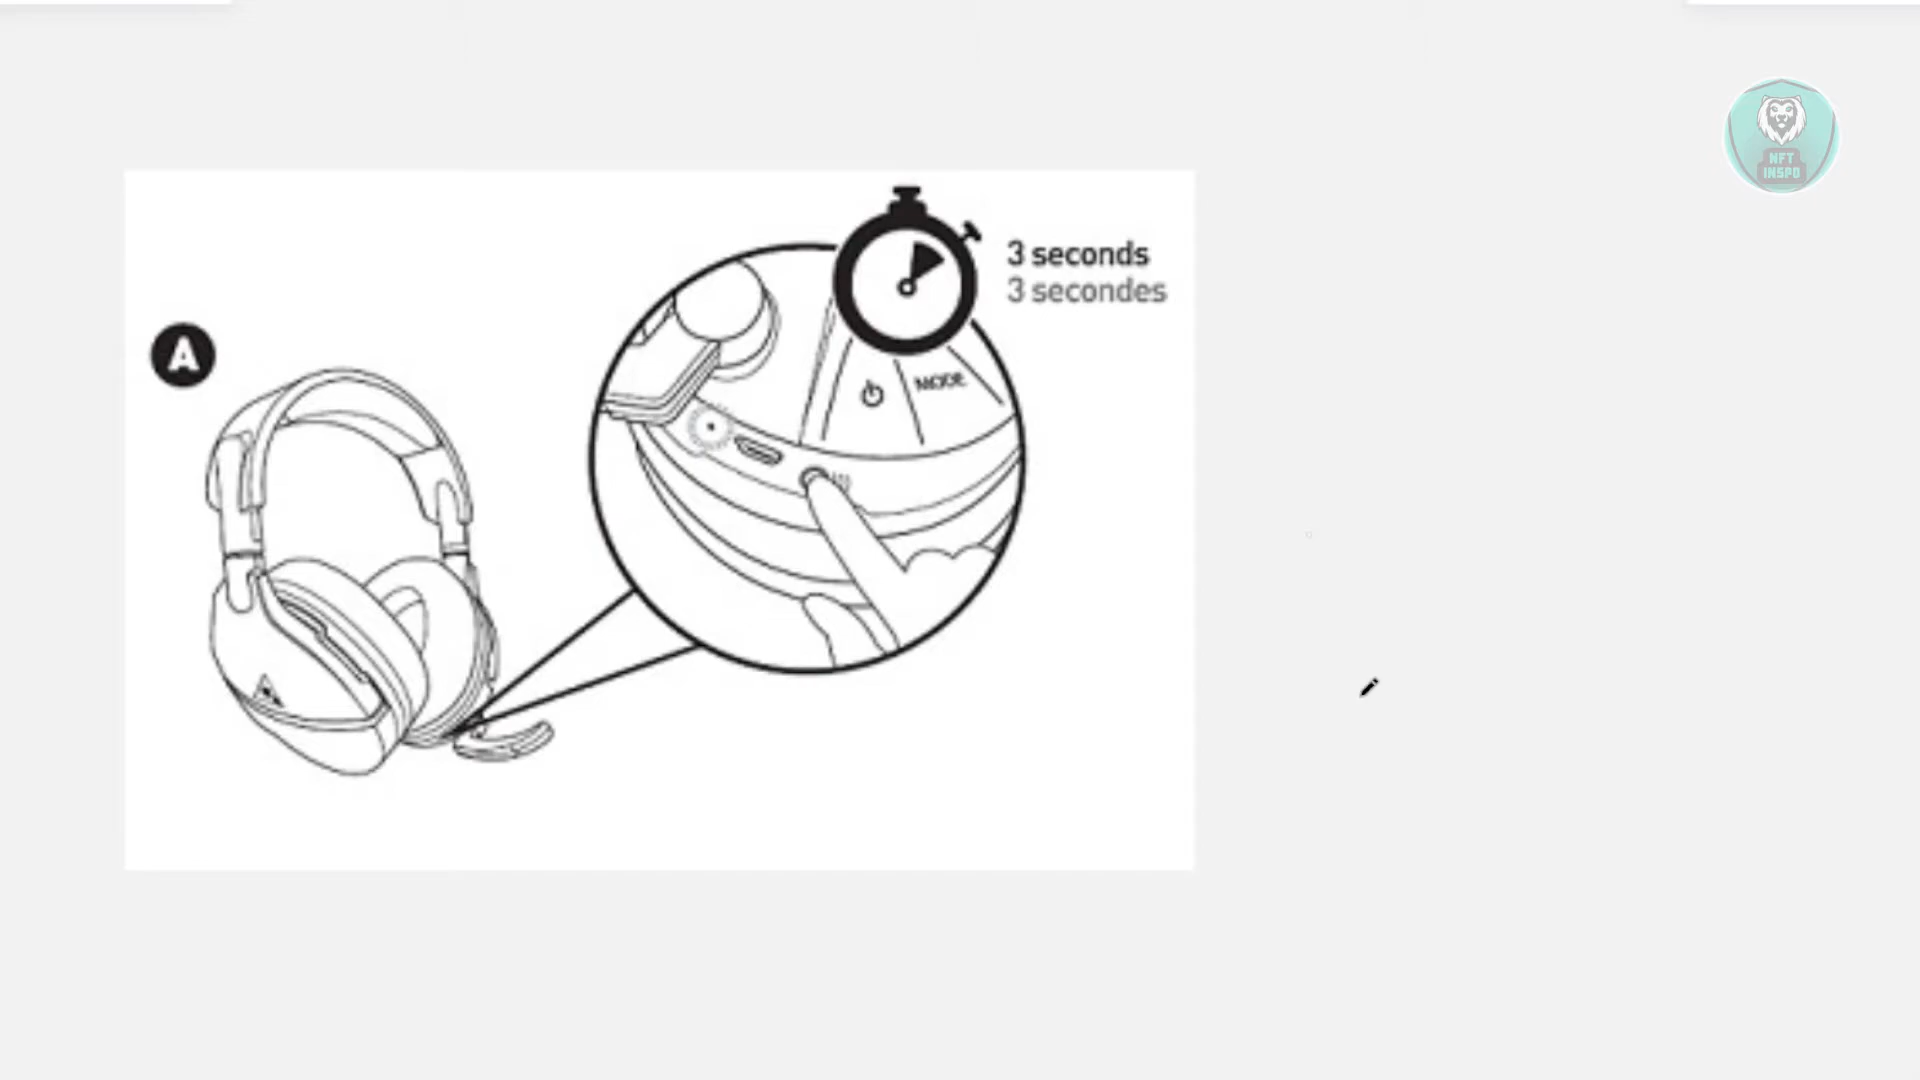 NFT
INSPO
3 seconds
3 secondes
A
MODE